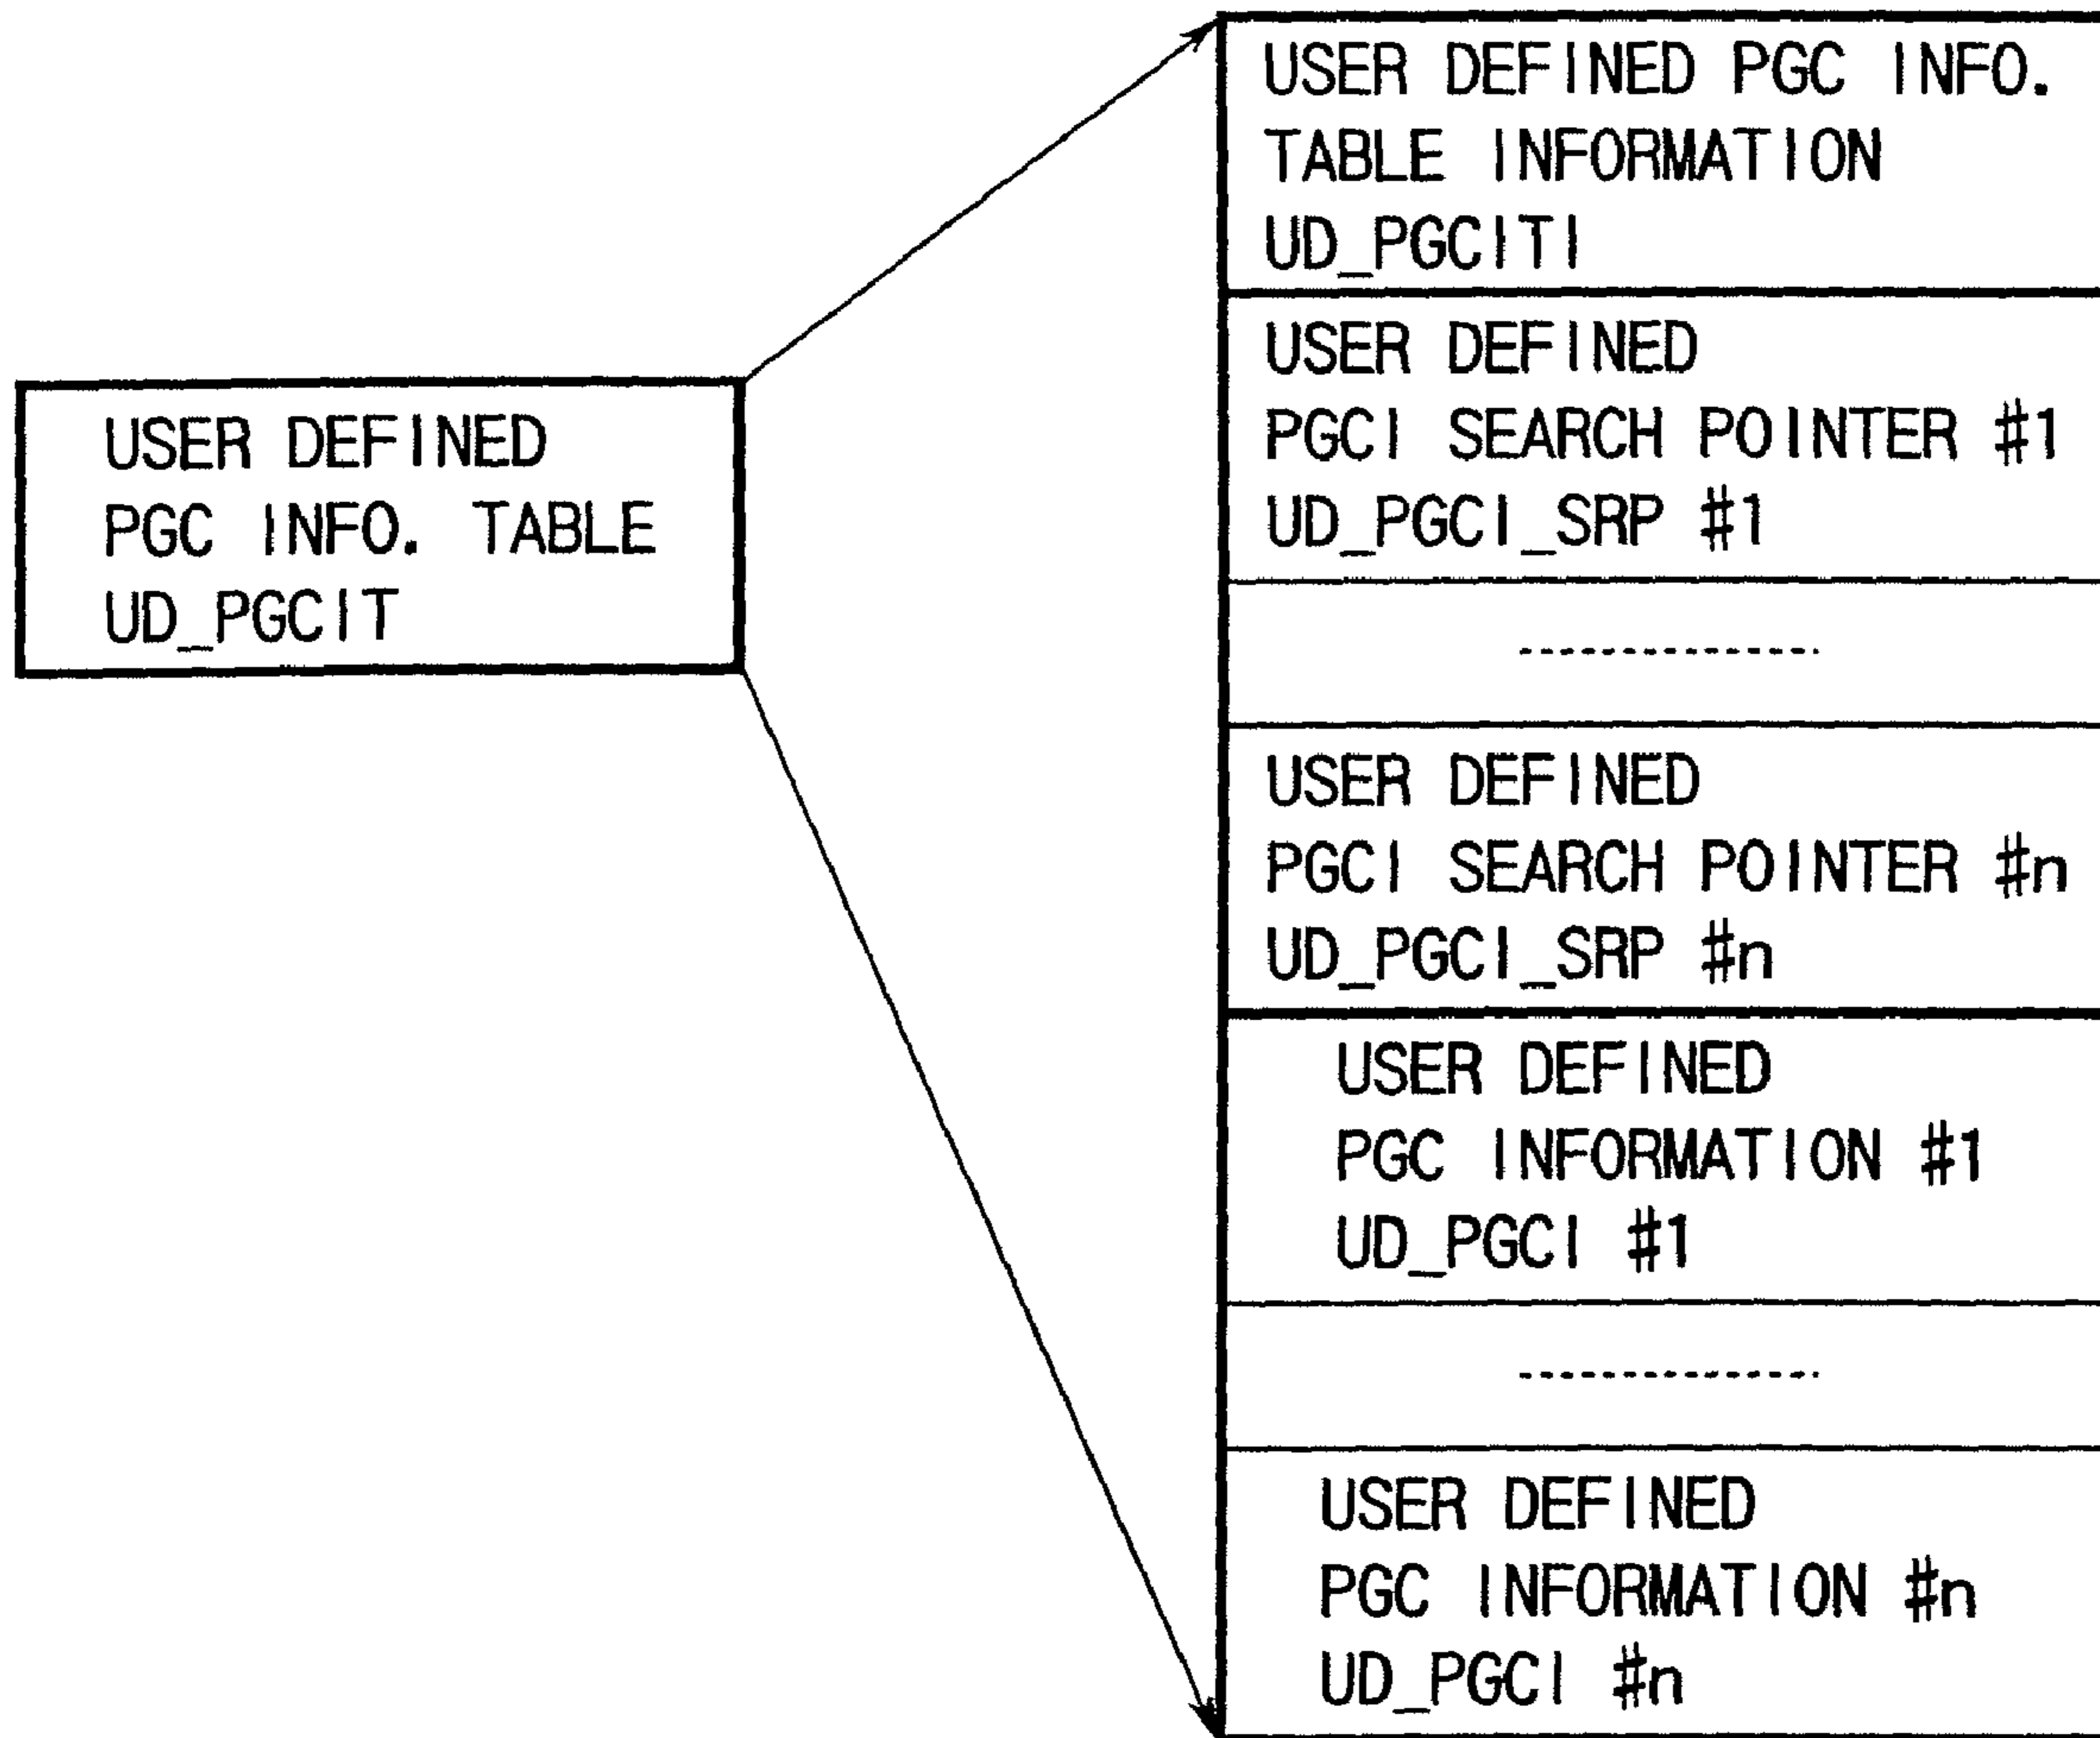 USER DEFINED
PGC INFO. TABLE
UD_PGCIT
USER DEFINED PGC INFO.
TABLE INFORMATION
UD_PGCITI
USER DEFINED
PGCI SEARCH POINTER #1
UD_PGCI_SRP #1
USER DEFINED
PGCI SEARCH POINTER #n
UD_PGCI_SRP #n
USER DEFINED
PGC INFORMATION #1
UD_PGCI #1
USER DEFINED
PGC INFORMATION #n
UD_PGCI #n